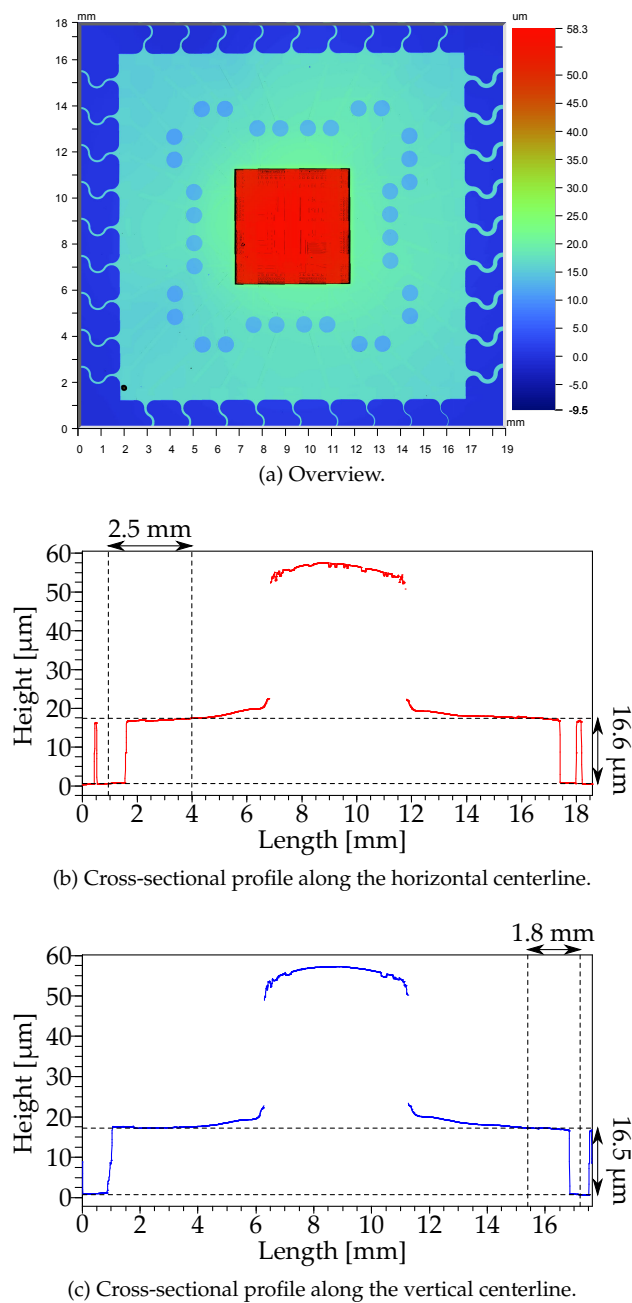 mm
um
18
16
14
12
10
8
6
4
2
0
58.3
50.0
45.0
40.0
35.0
30.0
25.0
20.0
15.0
10.0
5.0
0.0
-5.0
-9.5
mm
0 1 2 3 4 5 6 7 8 9 10 11 12 13 14 15 16 17 18 19
(a) Overview.
2.5 mm
60
50
40
30
20
10
0
Height [µm]
16.6 µm
0 2 4 6 8 10 12 14 16 18
Length [mm]
(b) Cross-sectional profile along the horizontal centerline.
1.8 mm
60
50
40
30
20
10
0
Height [µm]
16.5 µm
0 2 4 6 8 10 12 14 16
Length [mm]
(c) Cross-sectional profile along the vertical centerline.